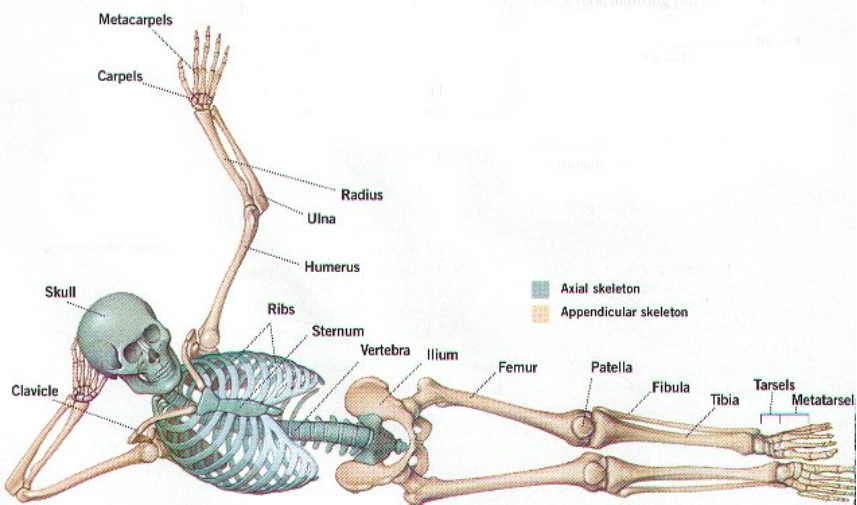 Metacarpels
Carpels
Radius
Ulna
Humerus
Skull
Axial skeleton
Appendicular skeleton
Ribs
Sternum
Vertebra
Ilium
Clavicle
Femur
Patella
Fibula
Tibia
Tarsels
Metatarsel